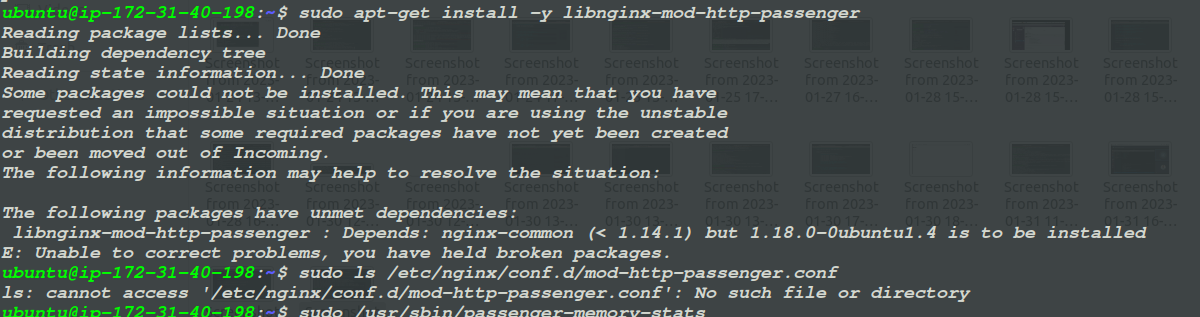 ubuntu@ip-172-31-40-198:~$ sudo apt-get install -y libnginx-mod-http-passenger
Reading package lists... Done
Building dependency tree
Reading state information... Done
Some packages could not be installed. This may mean that you have
requested an impossible situation or if you are using the unstable
distribution that some required packages have not yet been created
or been moved out of Incoming.
The following information may help to resolve the situation:

The following packages have unmet dependencies:
 libnginx-mod-http-passenger : Depends: nginx-common (< 1.14.1) but 1.18.0-0ubuntu1.4 is to be installed
E: Unable to correct problems, you have held broken packages.
ubuntu@ip-172-31-40-198:~$ sudo ls /etc/nginx/conf.d/mod-http-passenger.conf
ls: cannot access '/etc/nginx/conf.d/mod-http-passenger.conf': No such file or directory
ubuntu@ip-172-31-40-198:~$ sudo /usr/sbin/passenger-memory-stats